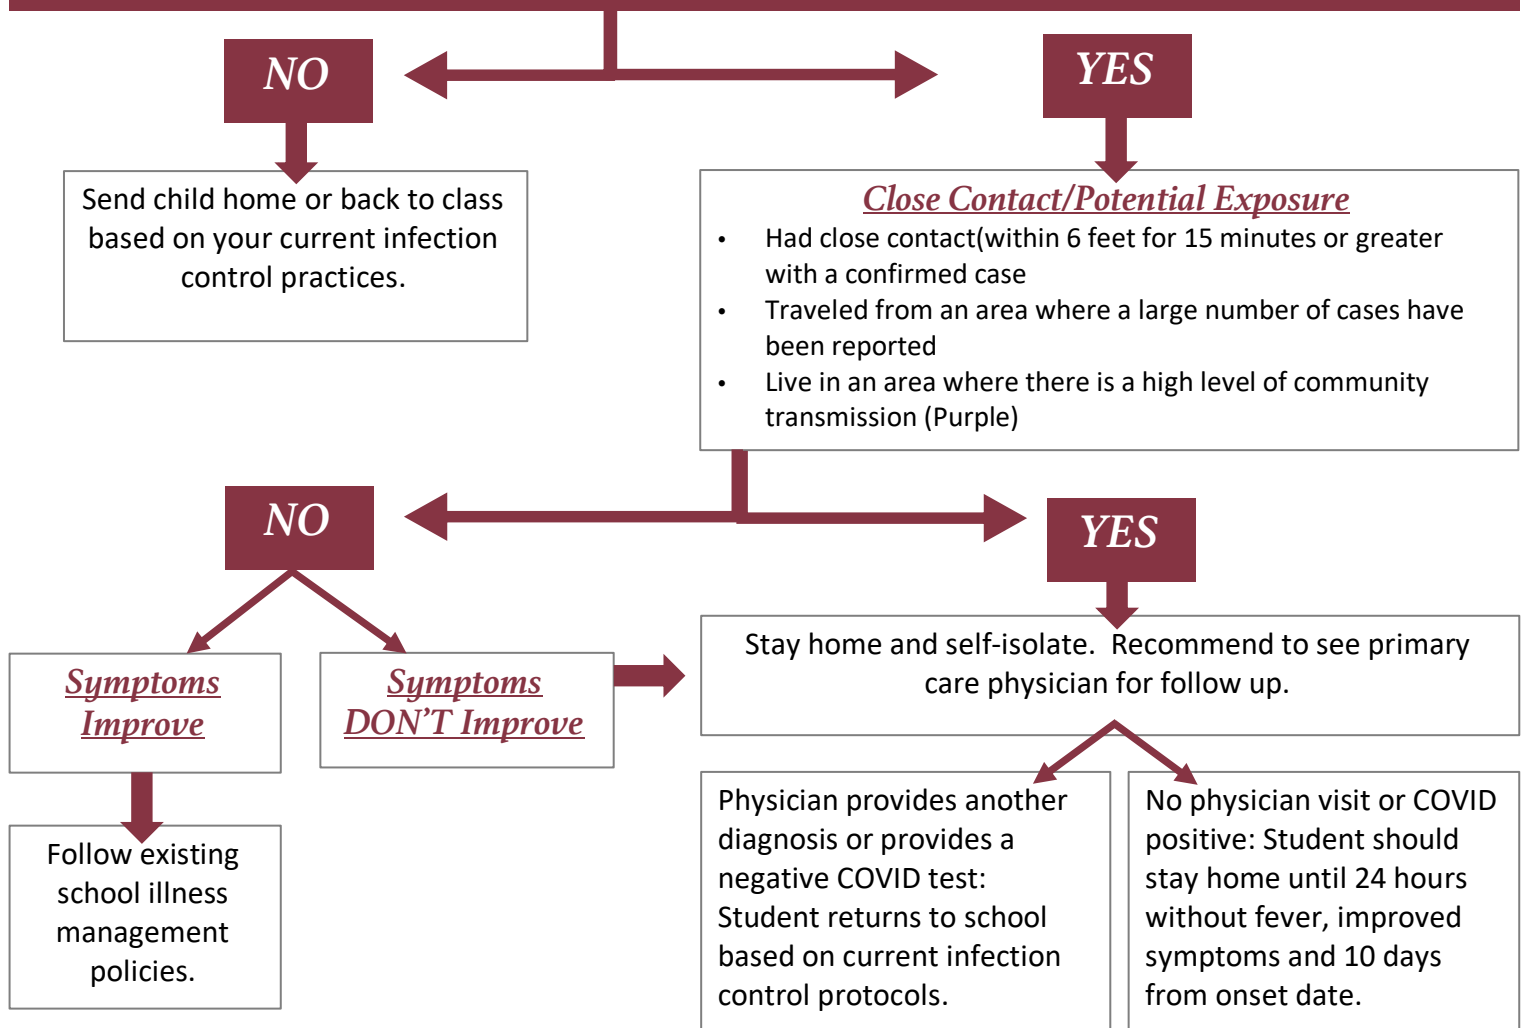 NO
YES
Send child home or back to class
based on your current infection
control practices.
Close Contact/Potential Exposure
• Had close contact(within 6 feet for 15 minutes or greater
with a confirmed case
• Traveled from an area where a large number of cases have
been reported
• Live in an area where there is a high level of community
transmission (Purple)
NO
YES
Symptoms
Improve
Symptoms
DON'T Improve
Stay home and self-isolate.  Recommend to see primary
care physician for follow up.
Follow existing
school illness
management
policies.
Physician provides another
diagnosis or provides a
negative COVID test:
Student returns to school
based on current infection
control protocols.
No physician visit or COVID
positive: Student should
stay home until 24 hours
without fever, improved
symptoms and 10 days
from onset date.